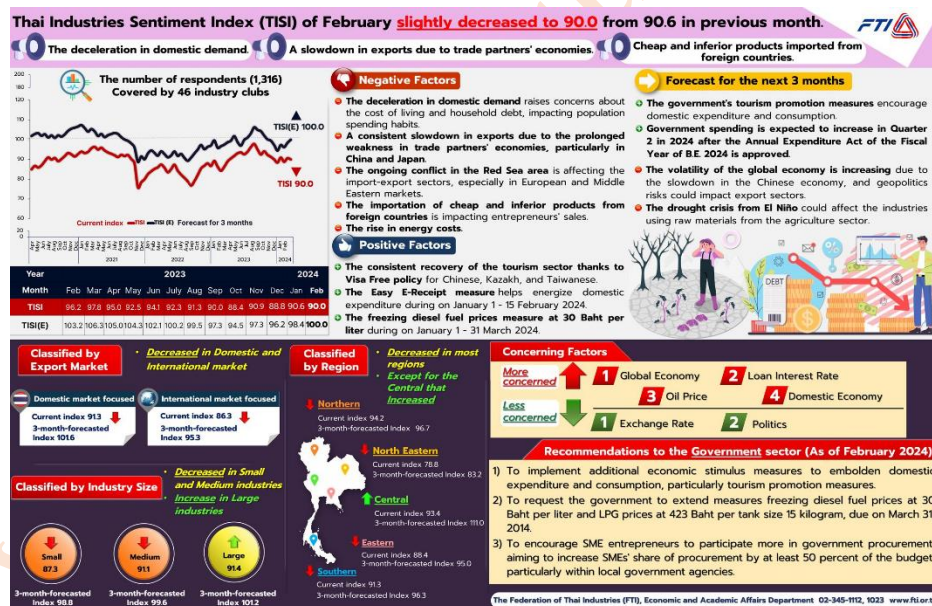 Thai Industries Sentiment Index (TISI) of February slightly decreased to 90.0 from 90.6 in previous month.
FTI
The deceleration in domestic demand.
A slowdown in exports due to trade partners' economies.
Cheap and inferior products imported from
foreign countries.
The number of respondents (1,316)
Covered by 46 industry clubs
200
180
120
100
80
60
20
0
TISI(E) 100.0
TISI 90.0
Current index TISI TISI (E) Forecast for 3 months
2021 2022 2023 2024
Year 2023 2024
Month Feb Mar Apr May Jun July Aug Sep Oct Nov Dec Jan Feb
TISI 96.2 97.8 95.0 92.5 94.1 92.3 91.3 90.0 88.4 90.9 88.8 90.6 90.0
TISI(E) 103.2 106.3 105.0 104.3 102.1 100.2 99.5 97.3 94.5 97.3 96.2 98.4 100.0
Negative Factors
The deceleration in domestic demand raises concerns about
the cost of living and household debt, impacting population
spending habits.
A consistent slowdown in exports due to the prolonged
weakness in trade partners' economies, particularly in
China and Japan.
The ongoing conflict in the Red Sea area is affecting the
import-export sectors, especially in European and Middle
Eastern markets.
The importation of cheap and inferior products from
foreign countries is impacting entrepreneurs' sales.
The rise in energy costs.
Positive Factors
The consistent recovery of the tourism sector thanks to
Visa Free policy for Chinese, Kazakh, and Taiwanese.
The Easy E-Receipt measure helps energize domestic
expenditure during on January 1 - 15 February 2024.
The freezing diesel fuel prices measure at 30 Baht per
liter during on January 1 - 31 March 2024.
Forecast for the next 3 months
The government's tourism promotion measures encourage
domestic expenditure and consumption.
Government spending is expected to increase in Quarter
2 in 2024 after the Annual Expenditure Act of the Fiscal
Year of B.E. 2024 is approved.
The volatility of the global economy is increasing due to
the slowdown in the Chinese economy, and geopolitics
risks could impact export sectors.
The drought crisis from El Niño could affect the industries
using raw materials from the agriculture sector.
DEBT
Classified by
Export Market
Decreased in Domestic and
International market
Domestic market focused
Current index 91.3
3-month-forecasted
Index 101.6
International market focused
Current index 86.3
3-month-forecasted
Index 95.3
Classified by Industry Size
Decreased in Small
and Medium industries
Increase in Large
industries
Small
87.3
Medium
91.1
Large
91.4
3-month-forecasted
Index 98.8
3-month-forecasted
Index 99.6
3-month-forecasted
Index 101.2
Classified
by Region
Decreased in most
regions
Except for the
Central that
Increased
Northern
Current index 94.2
3-month-forecasted Index 96.7
North Eastern
Current index 78.8
3-month-forecasted Index 83.2
Central
Current index 93.4
3-month-forecasted Index 111.0
Eastern
Current index 88.4
3-month-forecasted Index 95.0
Southern
Current index 91.3
3-month-forecasted Index 96.3
Concerning Factors
More
concerned
1 Global Economy 2 Loan Interest Rate
3 Oil Price 4 Domestic Economy
Less
concerned
1 Exchange Rate 2 Politics
Recommendations to the Government sector (As of February 2024)
1) To implement additional economic stimulus measures to embolden domestic
expenditure and consumption, particularly tourism promotion measures.
2) To request the government to extend measures freezing diesel fuel prices at 30
Baht per liter and LPG prices at 423 Baht per tank size 15 kilogram, due on March 31
2014.
3) To encourage SME entrepreneurs to participate more in government procurement
aiming to increase SMEs' share of procurement by at least 50 percent of the budget
particularly within local government agencies.
The Federation of Thai Industries (FTI), Economic and Academic Affairs Department 02-345-1112, 1023 www.fti.or.t